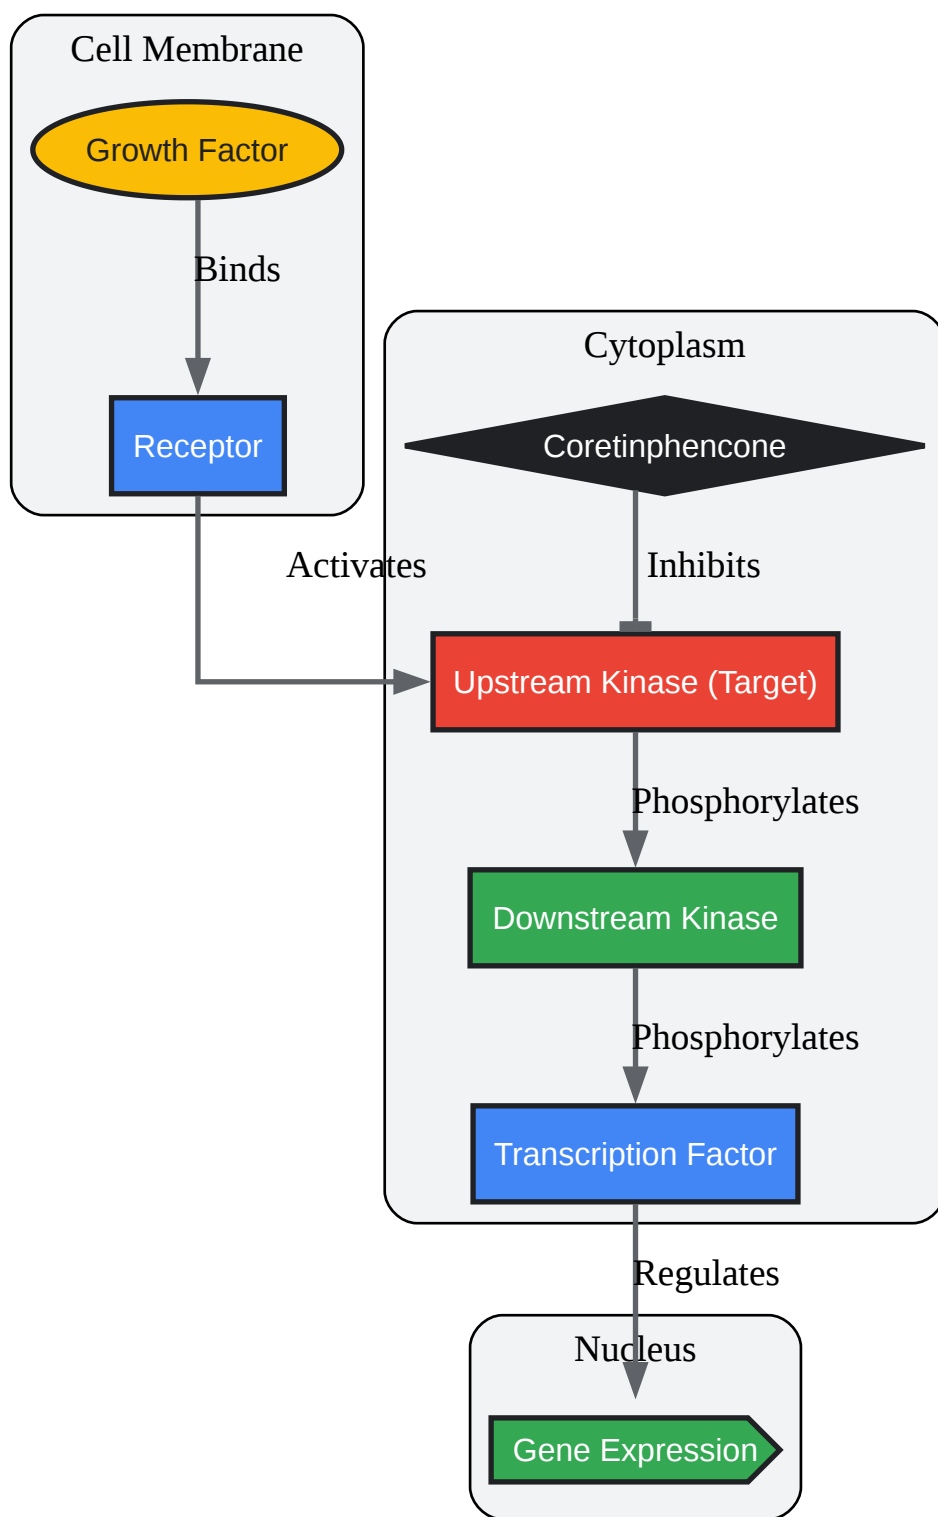 Cell Membrane
Growth Factor
Binds
Receptor
Cytoplasm
Coretinphencone
Activates
Inhibits
Upstream Kinase (Target)
Phosphorylates
Downstream Kinase
Phosphorylates
Transcription Factor
Regulates
Nucleus
Gene Expression